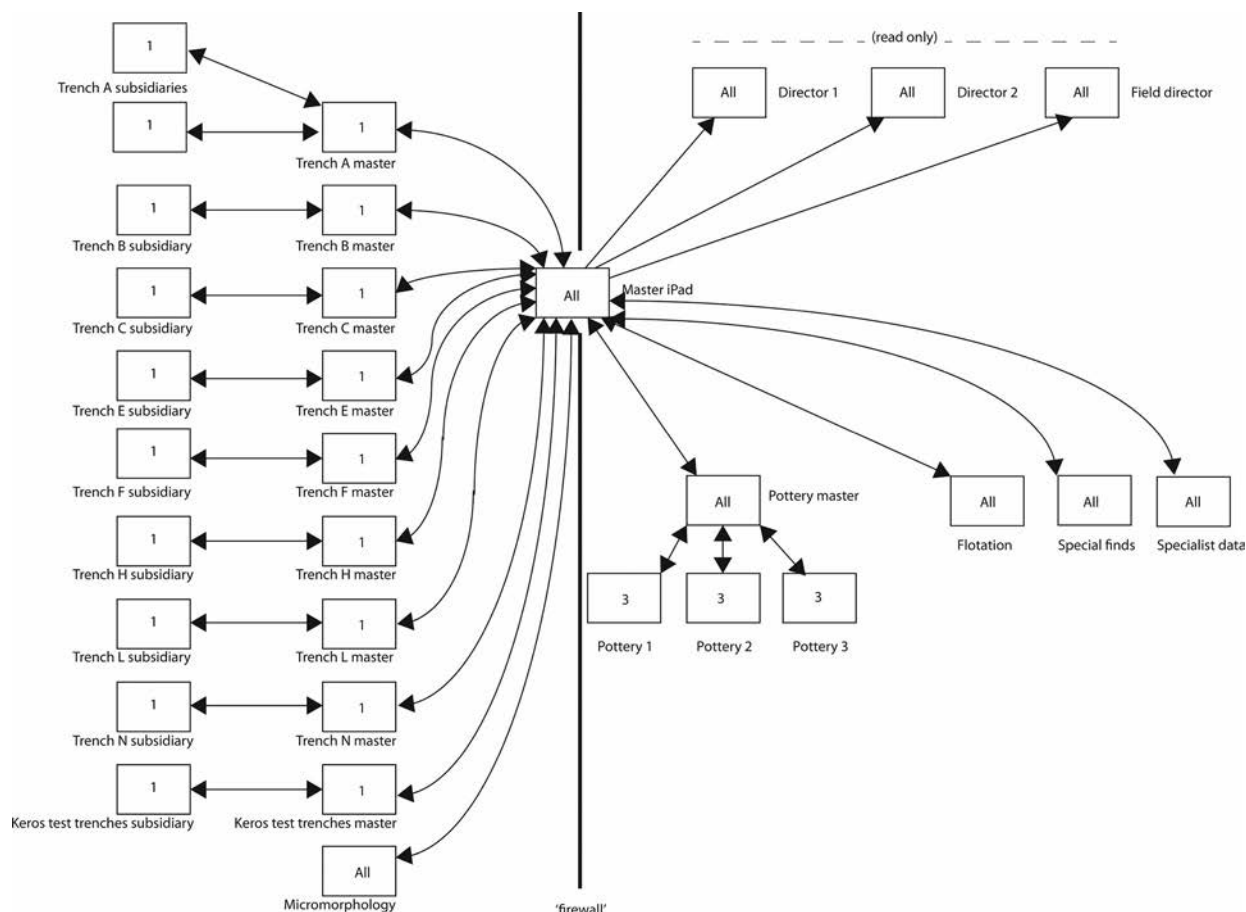 (read only)
1
Trench A subsidiaries
All
Director 1
All
Director 2
All
Field director
1
1
Trench A master
1
Trench B subsidiary
1
Trench B master
1
Trench C subsidiary
1
Trench C master
All
Master iPad
1
Trench E subsidiary
1
Trench E master
1
Trench F subsidiary
1
Trench F master
All
Pottery master
All
Flotation
All
Special finds
All
Specialist data
1
Trench H subsidiary
1
Trench H master
3
Pottery 1
3
Pottery 2
3
Pottery 3
1
Trench L subsidiary
1
Trench L master
1
Trench N subsidiary
1
Trench N master
1
Keros test trenches subsidiary
1
Keros test trenches master
All
Micromorphology
'firewall'